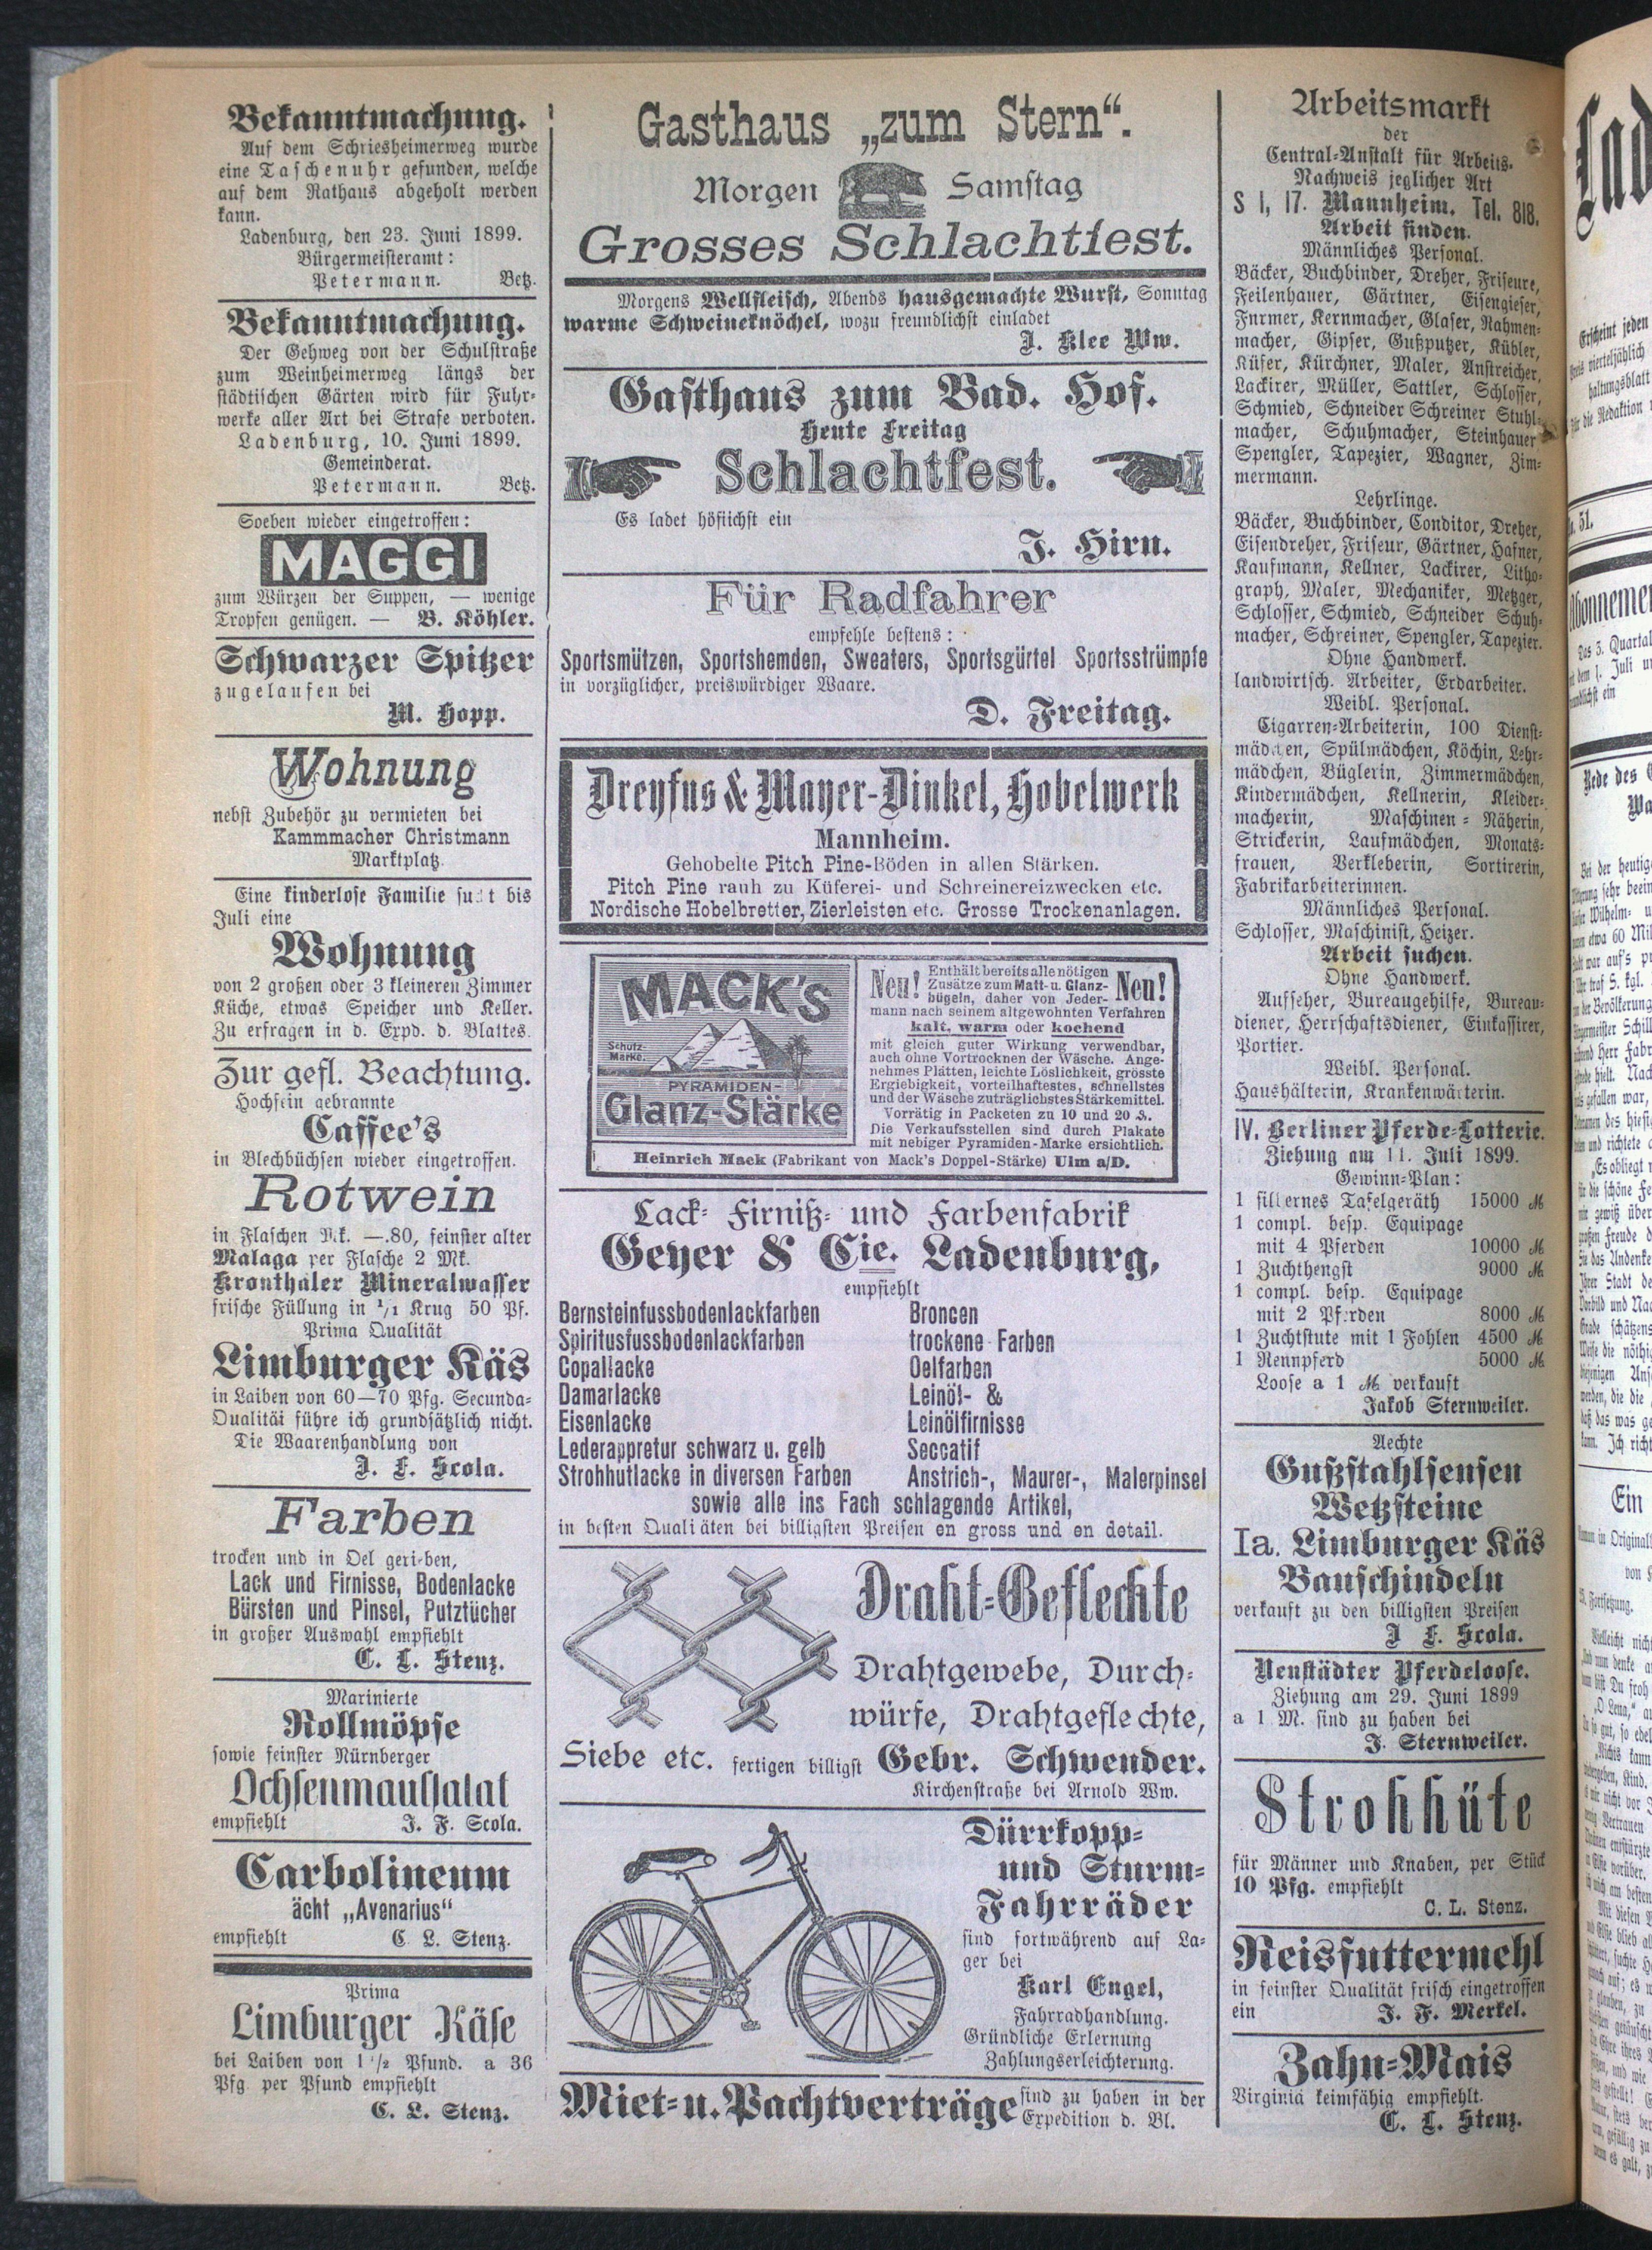 Bekanntmachung.
Auf dem Schriesheimerweg wurde
eine Taschenuhr gefunden, welche
auf dem Rathaus abgeholt werden
kann.
Ladenburg, den 23. Juni 1899.
Bürgermeisteramt:
Petermann. Betz.
Bekanntmachung.
Der Gehweg von der Schulstraße
zum Weinheimerweg längs der
städtischen Gärten wird für Fuhr-
werke aller Art bei Strafe verboten.
Ladenburg, 10. Juni 1899.
Gemeinderat.
Petermann. Betz.
Soeben wieder eingetroffen:
MAGGI
zum Würzen der Suppen, — wenige
Tropfen genügen. — B. Köhler.
Schwarzer Spitzer
zugelaufen bei
M. Hopp.
Wohnung
nebst Zubehör zu vermieten bei
Kammmacher Christmann
Marktplatz.
Eine kinderlose Familie sucht bis
Juli eine
Wohnung
von 2 großen oder 3 kleineren Zimmer
Küche, etwas Speicher und Keller.
Zu erfragen in d. Expd. d. Blattes.
Zur gefl. Beachtung.
Hochfein gebrannte
Caffee's
in Blechbüchsen wieder eingetroffen.
Rotwein
in Flaschen Mk. —.80, feinster alter
Malaga per Flasche 2 Mk.
Kronthaler Mineralwasser
frische Füllung in 1/1 Krug 50 Pf.
Prima Qualität
Limburger Käs
in Laiben von 60—70 Pfg. Secunda-
Qualität führe ich grundsätzlich nicht.
Die Waarenhandlung von
J. F. Scola.
Farben
trocken und in Oel gerieben,
Lack und Firnisse, Bodenlacke
Bürsten und Pinsel, Putztücher
in großer Auswahl empfiehlt
C. L. Stenz.
Marinierte
Rollmöpse
sowie feinster Nürnberger
Ochsenmaulsalat
empfiehlt J. F. Scola.
Carbolineum
ächt „Avenarius“
empfiehlt C. L. Stenz.
Prima
Limburger Käse
bei Laiben von 1 1/2 Pfund. a 36
Pfg. per Pfund empfiehlt
C. L. Stenz.
Gasthaus „zum Stern“.
Morgen Samstag
Grosses Schlachtfest.
Morgens Wellfleisch, Abends hausgemachte Wurst, Sonntag
warme Schweineknöchel, wozu freundlichst einladet
J. Klee Ww.
Gasthaus zum Bad. Hof.
Heute Freitag
Schlachtfest.
Es ladet höflichst ein
J. Hirn.
Für Radfahrer
empfehle bestens:
Sportsmützen, Sportshemden, Sweaters, Sportsgürtel Sportsstrümpfe
in vorzüglicher, preiswürdiger Waare.
D. Freitag.
Dreyfus & Mayer-Dinkel, Hobelwerk
Mannheim.
Gehobelte Pitch Pine-Böden in allen Stärken.
Pitch Pine rauh zu Küferei- und Schreinereizwecken etc.
Nordische Hobelbretter, Zierleisten etc. Grosse Trockenanlagen.
MACK'S
Schutz-
Marke.
PYRAMIDEN-
Glanz-Stärke
Neu! Enthält bereits alle nötigen Neu!
Zusätze zum Matt- u. Glanz-
bügeln, daher von Jeder-
mann nach seinem altgewohnten Verfahren
kalt, warm oder kochend
mit gleich guter Wirkung verwendbar,
auch ohne Vortrocknen der Wäsche. Ange-
nehmes Plätten, leichte Löslichkeit, grösste
Ergiebigkeit, vorteilhaftestes, schnellstes
und der Wäsche zuträglichstes Stärkemittel.
Vorrätig in Packeten zu 10 und 20 ₰.
Die Verkaufsstellen sind durch Plakate
mit nebiger Pyramiden-Marke ersichtlich.
Heinrich Mack (Fabrikant von Mack's Doppel-Stärke) Ulm a/D.
Lack- Firniß- und Farbenfabrik
Geyer & Cie. Ladenburg,
empfiehlt
Bernsteinfussbodenlackfarben Broncen
Spiritusfussbodenlackfarben trockene Farben
Copallacke Oelfarben
Damarlacke Leinöl- &
Eisenlacke Leinölfirnisse
Lederappretur schwarz u. gelb Seccatif
Strohhutlacke in diversen Farben Anstrich-, Maurer-, Malerpinsel
sowie alle ins Fach schlagende Artikel,
in besten Qualitäten bei billigsten Preisen en gross und en detail.
Draht-Geflechte
Drahtgewebe, Durch-
würfe, Drahtgeflechte,
Siebe etc. fertigen billigst Gebr. Schwender.
Kirchenstraße bei Arnold Ww.
Dürrkopp-
und Sturm-
Fahrräder
sind fortwährend auf La-
ger bei
Karl Engel,
Fahrradhandlung.
Gründliche Erlernung
Zahlungserleichterung.
Miet- u. Pachtverträge sind zu haben in der
Expedition d. Bl.
Arbeitsmarkt
der
Central-Anstalt für Arbeits-
Nachweis jeglicher Art
S 1, 17. Mannheim. Tel. 818.
Arbeit finden.
Männliches Personal.
Bäcker, Buchbinder, Dreher, Friseure,
Feilenhauer, Gärtner, Eisengießer,
Furmer, Kernmacher, Glaser, Rahmen-
macher, Gipser, Gußputzer, Kübler,
Küfer, Kürchner, Maler, Anstreicher,
Lackirer, Müller, Sattler, Schlosser,
Schmied, Schneider Schreiner Stuhl-
macher, Schuhmacher, Steinhauer
Spengler, Tapezier, Wagner, Zim-
mermann.
Lehrlinge.
Bäcker, Buchbinder, Conditor, Dreher,
Eisendreher, Friseur, Gärtner, Hafner,
Kaufmann, Kellner, Lackirer, Litho-
graph, Maler, Mechaniker, Metzger,
Schlosser, Schmied, Schneider Schuh-
macher, Schreiner, Spengler, Tapezier.
Ohne Handwerk.
landwirtsch. Arbeiter, Erdarbeiter.
Weibl. Personal.
Cigarren-Arbeiterin, 100 Dienst-
mädchen, Spülmädchen, Köchin, Lehr-
mädchen, Büglerin, Zimmermädchen,
Kindermädchen, Kellnerin, Kleider-
macherin, Maschinen-Näherin,
Strickerin, Laufmädchen, Monats-
frauen, Verkleberin, Sortirerin,
Fabrikarbeiterinnen.
Männliches Personal.
Schlosser, Maschinist, Heizer.
Arbeit suchen.
Ohne Handwerk.
Aufseher, Bureaugehilfe, Bureau-
diener, Herrschaftsdiener, Einkassirer,
Portier.
Weibl. Personal.
Haushälterin, Krankenwärterin.
IV. Berliner Pferde-Lotterie.
Ziehung am 11. Juli 1899.
Gewinn-Plan:
1 silbernes Tafelgeräth 15000 ℳ
1 compl. besp. Equipage
mit 4 Pferden 10000 ℳ
1 Zuchthengst 9000 ℳ
1 compl. besp. Equipage
mit 2 Pferden 8000 ℳ
1 Zuchtstute mit 1 Fohlen 4500 ℳ
1 Rennpferd 5000 ℳ
Loose a 1 ℳ verkauft
Jakob Sternweiler.
Aechte
Gußstahlsensen
Wetzsteine
Ia. Limburger Käs
Bauschindeln
verkauft zu den billigsten Preisen
J F. Scola.
Neustädter Pferdeloose.
Ziehung am 29. Juni 1899
a 1 M. sind zu haben bei
J. Sternweiler.
Strohhüte
für Männer und Knaben, per Stück
10 Pfg. empfiehlt
C. L. Stenz.
Reisfuttermehl
in feinster Qualität frisch eingetroffen
ein J. F. Merkel.
Zahn-Mais
Virginia keimfähig empfiehlt.
C. L. Stenz.
Lad
Erscheint jeden
Preis vierteljährlich
haltungsblatt
Für die Redaktion
51.
Abonnement
Das 3. Quartal
Rede des
Bei der heutige
Ein
Roman in Original
von
Fortsetzung.